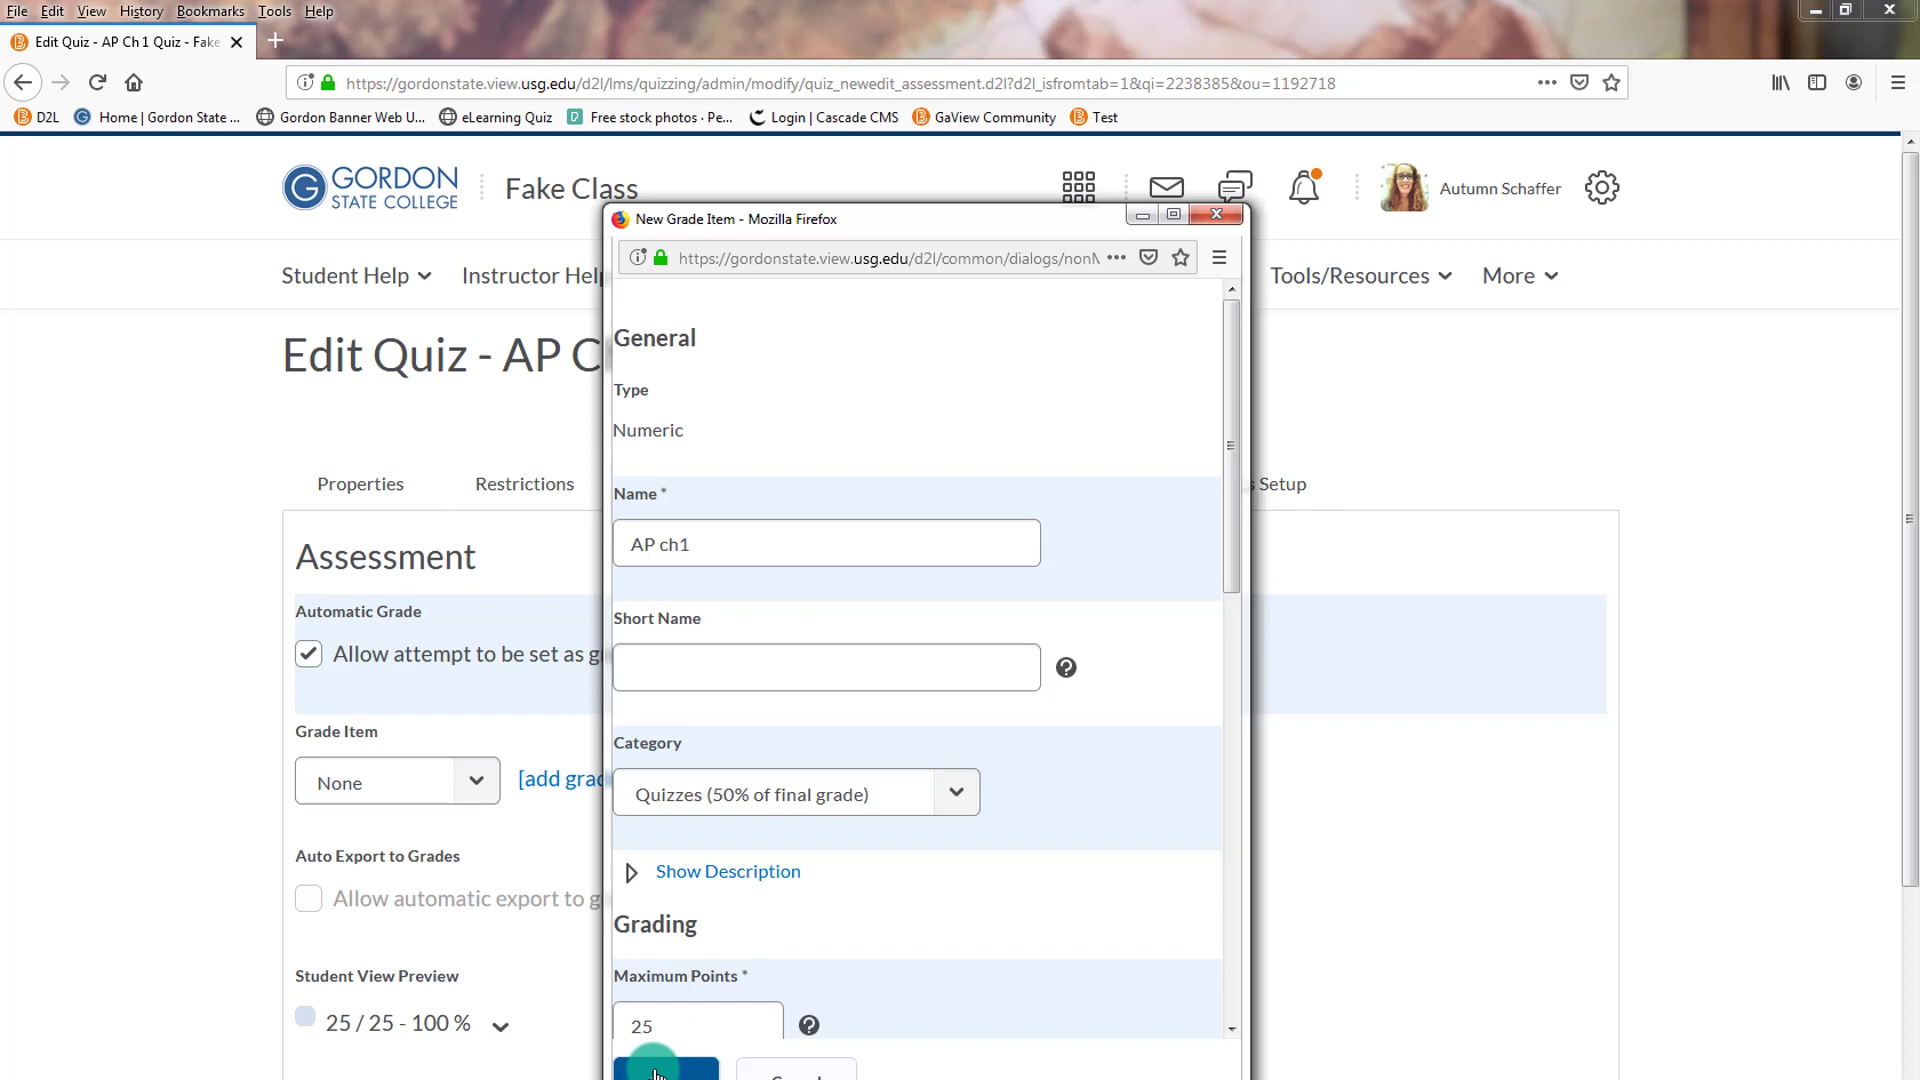 File Edit View History Bookmarks Tools Help
Edit Quiz - AP Ch 1 Quiz - Fake
https://gordonstate.view.usg.edu/d2l/lms/quizzing/admin/modify/quiz_newedit_assessment.d2l?d2l_isfromtab=1&qi=2238385&ou=1192718
D2L Home | Gordon State ... Gordon Banner Web U... eLearning Quiz Free stock photos · Pe... Login | Cascade CMS GaView Community Test
GORDON
STATE COLLEGE
Fake Class
Autumn Schaffer
New Grade Item - Mozilla Firefox
https://gordonstate.view.usg.edu/d2l/common/dialogs/nonM
Student Help Instructor Help Tools/Resources More
Edit Quiz - AP C
General
Type
Numeric
Properties Restrictions Setup
Name *
AP ch1
Assessment
Automatic Grade
Allow attempt to be set as g
Short Name
Grade Item
None [add grad
Category
Quizzes (50% of final grade)
Auto Export to Grades
Allow automatic export to g
Show Description
Grading
Student View Preview
25 / 25 - 100 %
Maximum Points *
25